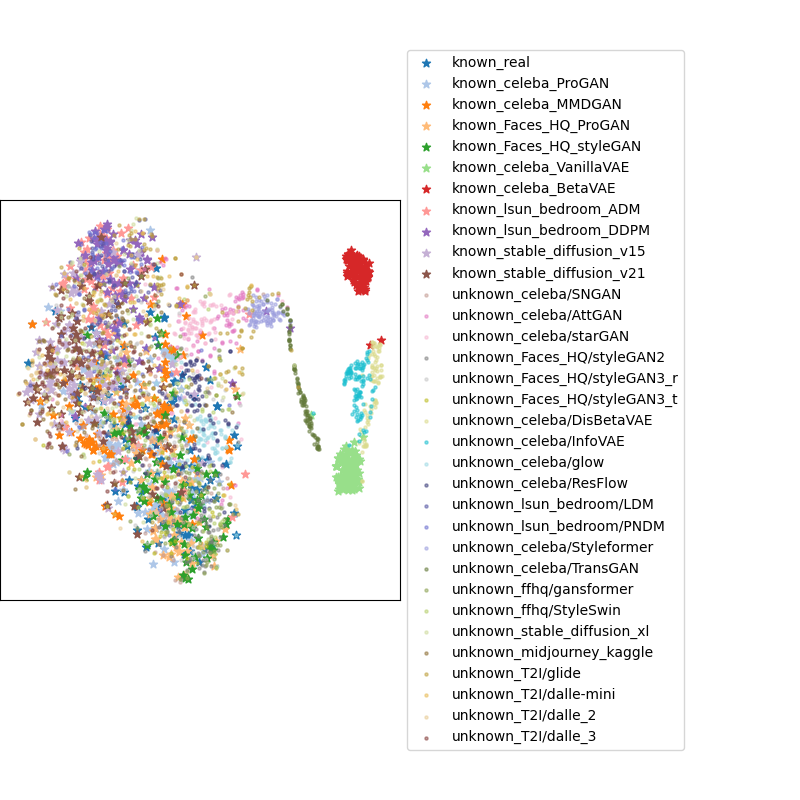 known_real
known_celeba_ProGAN
known_celeba_MMDGAN
known_Faces_HQ_ProGAN
known_Faces_HQ_styleGAN
known_celeba_VanillaVAE
known_celeba_BetaVAE
known_lsun_bedroom_ADM
known_lsun_bedroom_DDPM
known_stable_diffusion_v15
known_stable_diffusion_v21
unknown_celeba/SNGAN
unknown_celeba/AttGAN
unknown_celeba/starGAN
unknown_Faces_HQ/styleGAN2
unknown_Faces_HQ/styleGAN3_r
unknown_Faces_HQ/styleGAN3_t
unknown_celeba/DisBetaVAE
unknown_celeba/InfoVAE
unknown_celeba/glow
unknown_celeba/ResFlow
unknown_lsun_bedroom/LDM
unknown_lsun_bedroom/PNDM
unknown_celeba/Styleformer
unknown_celeba/TransGAN
unknown_ffhq/gansformer
unknown_ffhq/StyleSwin
unknown_stable_diffusion_xl
unknown_midjourney_kaggle
unknown_T2I/glide
unknown_T2I/dalle-mini
unknown_T2I/dalle_2
unknown_T2I/dalle_3